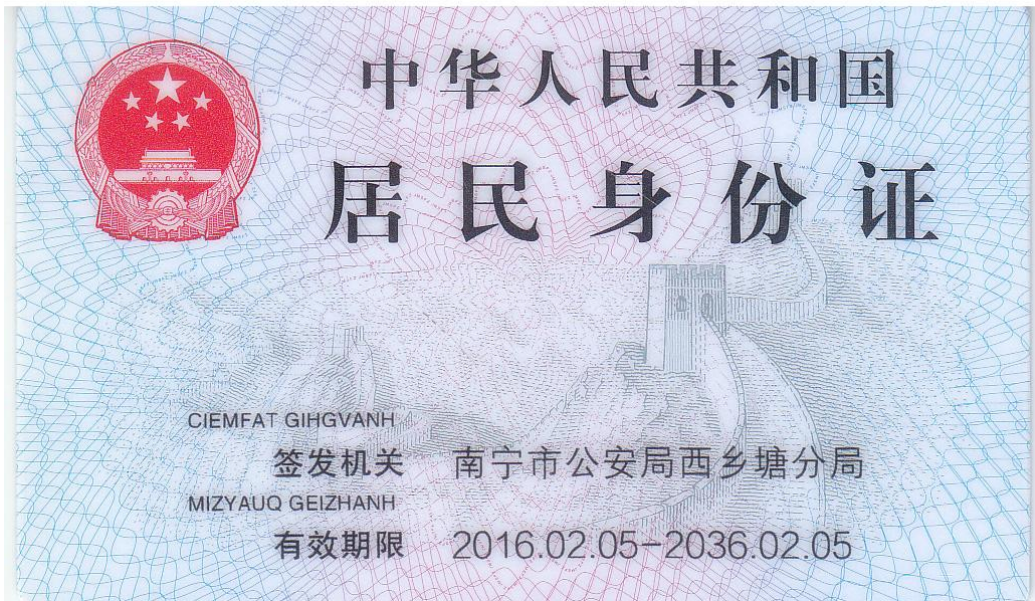 中华人民共和国
居民身份证
CIEMFAT GIHGVANH
签发机关 南宁市公安局西乡塘分局
MIZYAUQ GEIZHANH
有效期限 2016.02.05-2036.02.05